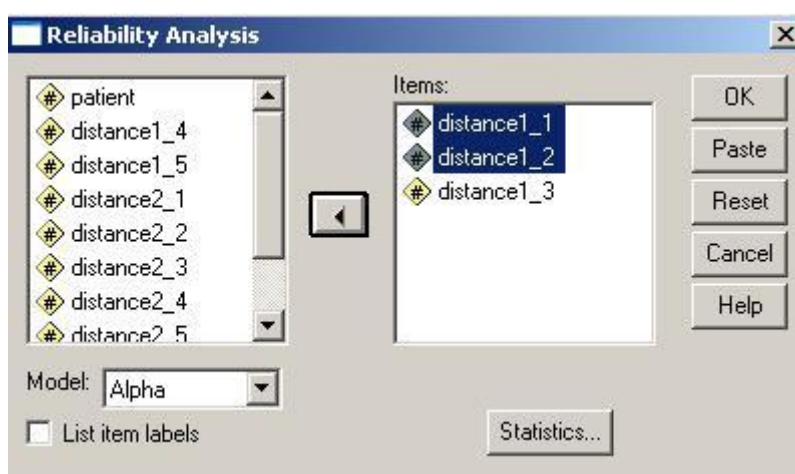 Reliability Analysis
patient
distance1_4
distance1_5
distance2_1
distance2_2
distance2_3
distance2_4
distance2_5
Model:
Alpha
List item labels
Items:
distance1_1
distance1_2
distance1_3
Statistics...
OK
Paste
Reset
Cancel
Help